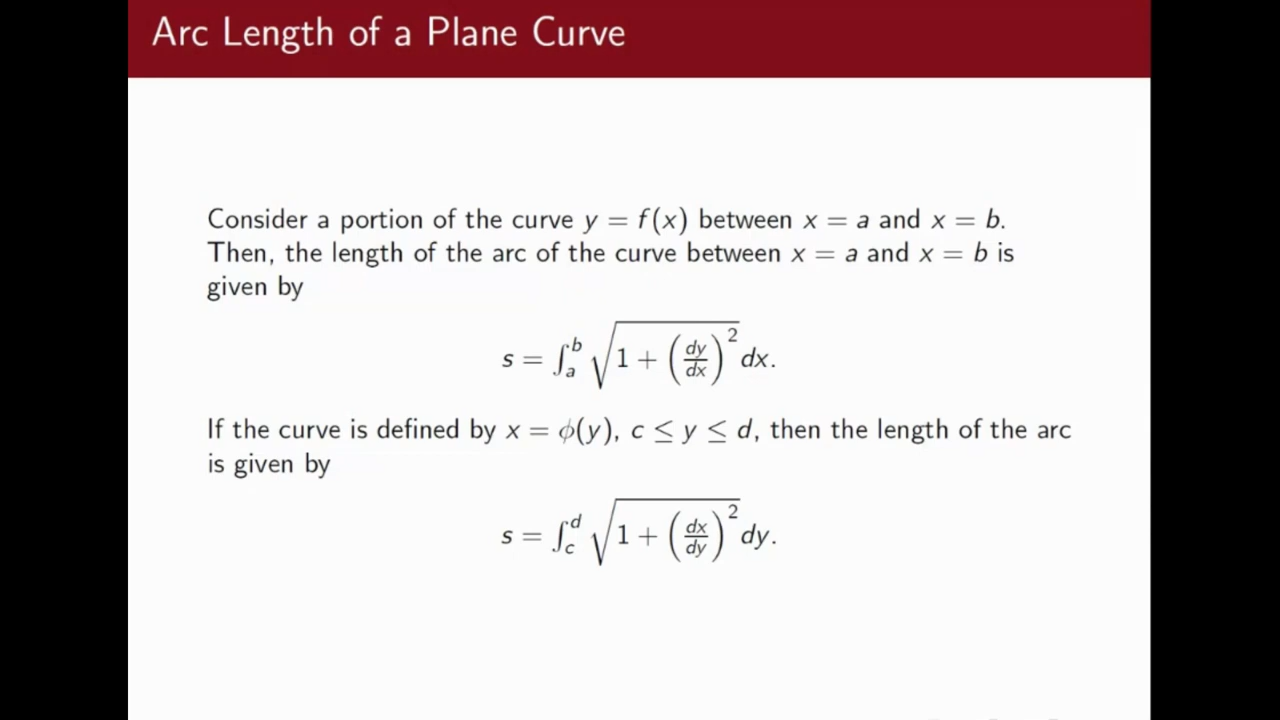 Arc Length of a Plane Curve
Consider a portion of the curve y = f(x) between x = a and x = b.
Then, the length of the arc of the curve between x = a and x = b is
given by
s = ∫_a^b √(1 + (dy/dx)^2) dx.
If the curve is defined by x = ϕ(y), c ≤ y ≤ d, then the length of the arc
is given by
s = ∫_c^d √(1 + (dx/dy)^2) dy.